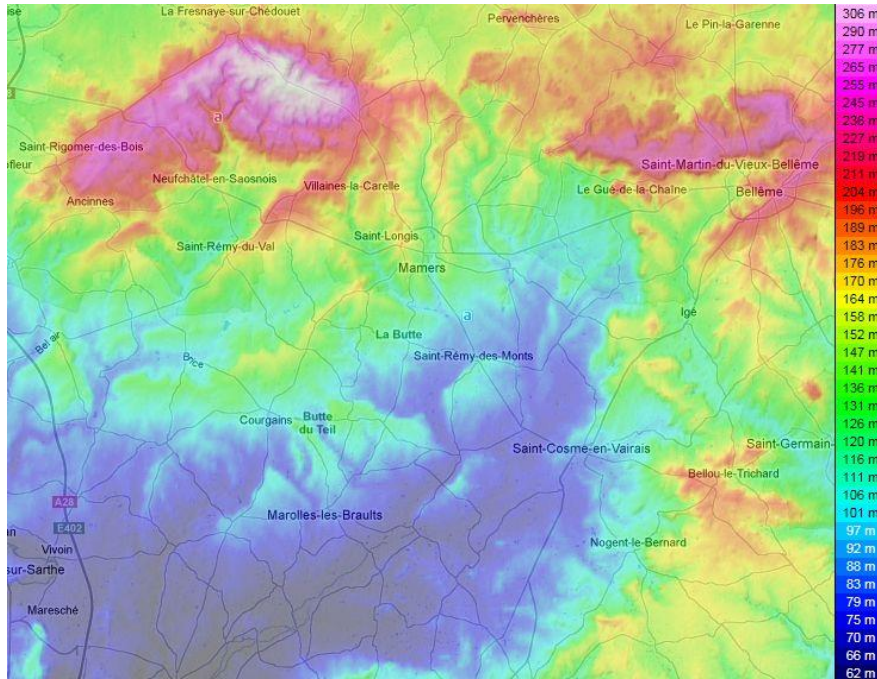 La Fresnaye-sur-Chédouet
Pervenchères
Le Pin-la-Garenne
a
Saint-Rigomer-des-Bois
Saint-Martin-du-Vieux-Bellême
Neufchâtel-en-Saosnois
Villaines-la-Carelle
Le Gué-de-la-Chaîne
Bellême
Ancinnes
Saint-Longis
Saint-Rémy-du-Val
Mamers
a
Igé
La Butte
Bel air
Saint-Rémy-des-Monts
Brice
Courgains
Butte
du Teil
Saint-Cosme-en-Vairais
Saint-Germain-
Bellou-le-Trichard
A28
Marolles-les-Braults
E402
Vivoin
Nogent-le-Bernard
sur-Sarthe
Maresché
306 m
290 m
277 m
265 m
255 m
245 m
236 m
227 m
219 m
211 m
204 m
196 m
189 m
183 m
176 m
170 m
164 m
158 m
152 m
147 m
141 m
136 m
131 m
126 m
120 m
116 m
111 m
106 m
101 m
97 m
92 m
88 m
83 m
79 m
75 m
70 m
66 m
62 m